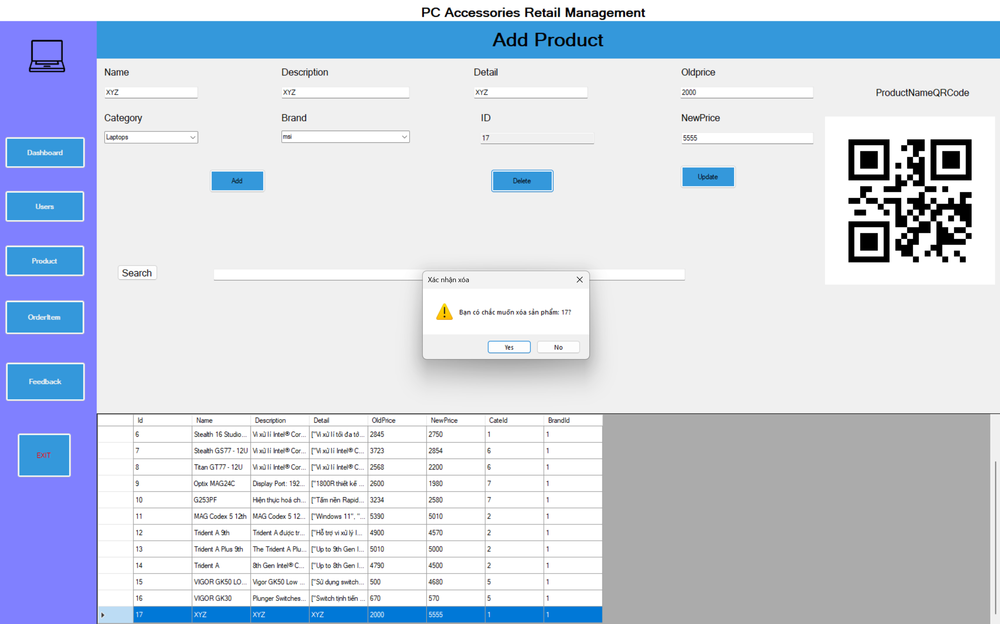 PC Accessories Retail Management
Add Product
Name
Description
Detail
Oldprice
XYZ
XYZ
XYZ
2000
ProductNameQRCode
Category
Brand
ID
NewPrice
Laptops
msi
17
5555
Dashboard
Add
Delete
Update
Users
Product
Search
Xác nhận xóa
Bạn có chắc muốn xóa sản phẩm: 17?
Yes
No
OrderItem
Feedback
EXIT
Id Name Description Detail OldPrice NewPrice CateId BrandId
6 Stealth 16 Studio... Vi xử lí Intel® Cor... ["Vi xử lí tối đa tố... 2845 2750 1 1
7 Stealth GS77 - 12U Vi xử lí Intel® Cor... ["Vi xử lí Intel® C... 3723 2854 6 1
8 Titan GT77 - 12U Vi xử lí Intel® Cor... ["Vi xử lí Intel® C... 2568 2200 6 1
9 Optix MAG24C Display Port: 192... ["1800R thiết kế ... 2600 1980 7 1
10 G253PF Hiện thực hoá ch... ["Tấm nền Rapid... 3234 2580 7 1
11 MAG Codex 5 12th MAG Codex 5 12... ["Windows 11", "... 5390 5010 2 1
12 Trident A 9th Trident A được tr... ["Hỗ trợ vi xử lý I... 4900 4570 2 1
13 Trident A Plus 9th The Trident A Plu... ["Up to 9th Gen I... 5010 5000 2 1
14 Trident A 8th Gen Intel® C... ["Up to 8th Gen I... 4790 4500 2 1
15 VIGOR GK50 LO... Vigor GK50 Low ... ["Sử dụng switch... 500 4680 5 1
16 VIGOR GK30 Plunger Switches... ["Switch tịnh tiến ... 670 570 5 1
17 XYZ XYZ XYZ 2000 5555 1 1